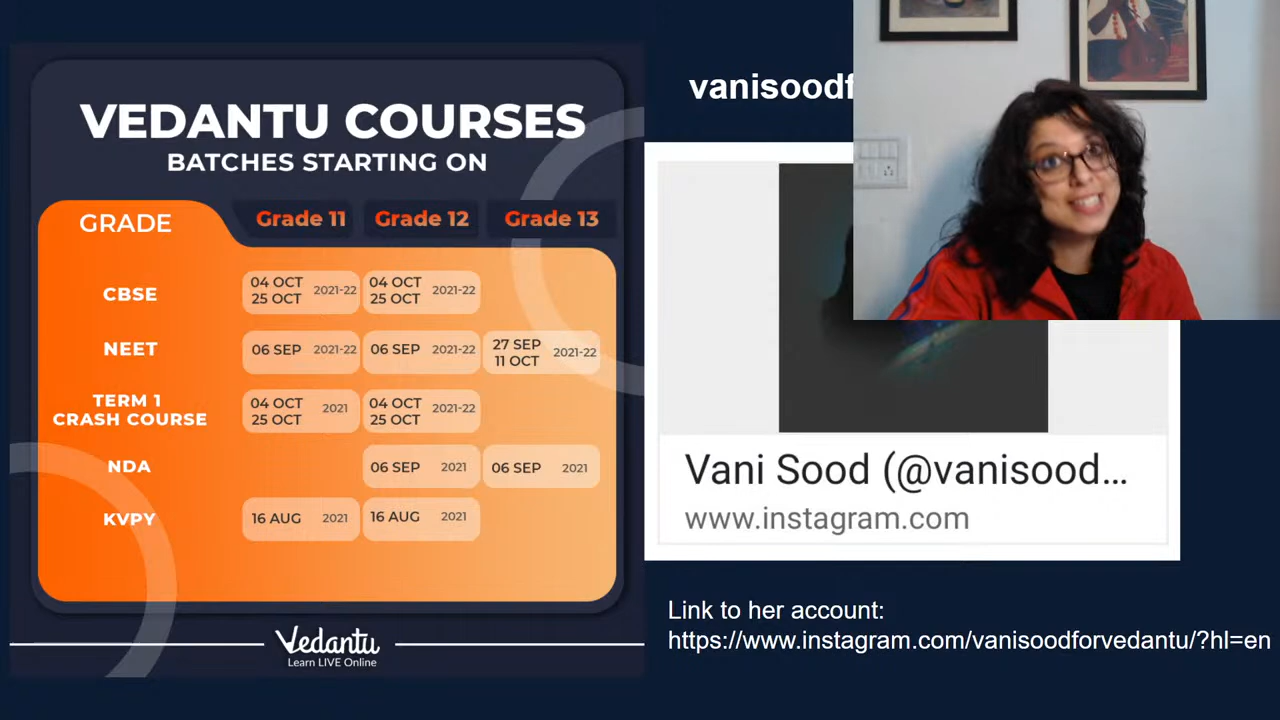 VEDANTU COURSES
BATCHES STARTING ON
GRADE Grade 11 Grade 12 Grade 13
CBSE 04 OCT 25 OCT 2021-22 04 OCT 25 OCT 2021-22
NEET 06 SEP 2021-22 06 SEP 2021-22 27 SEP 11 OCT 2021-22
TERM 1
CRASH COURSE 04 OCT 25 OCT 2021 04 OCT 25 OCT 2021-22
NDA 06 SEP 2021 06 SEP 2021
KVPY 16 AUG 2021 16 AUG 2021
Vedantu
Learn LIVE Online
vanisoodf
Vani Sood (@vanisood...
www.instagram.com
Link to her account:
https://www.instagram.com/vanisoodforvedantu/?hl=en